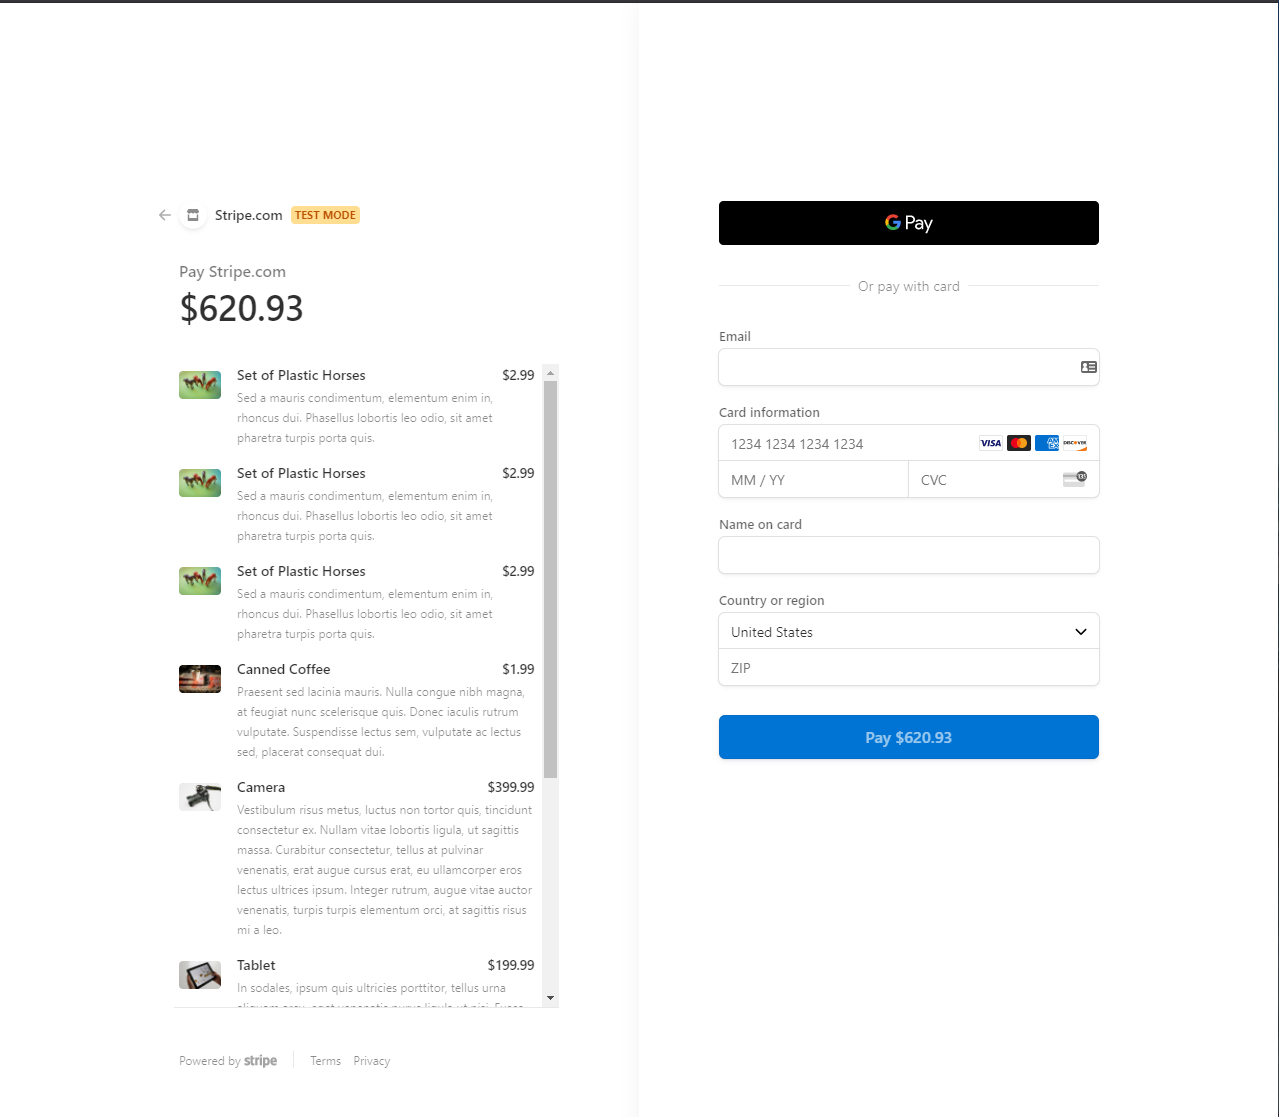 Stripe.com TEST MODE
Pay Stripe.com
$620.93
Set of Plastic Horses $2.99
Sed a mauris condimentum, elementum enim in,
rhoncus dui. Phasellus lobortis leo odio, sit amet
pharetra turpis porta quis.
Set of Plastic Horses $2.99
Sed a mauris condimentum, elementum enim in,
rhoncus dui. Phasellus lobortis leo odio, sit amet
pharetra turpis porta quis.
Set of Plastic Horses $2.99
Sed a mauris condimentum, elementum enim in,
rhoncus dui. Phasellus lobortis leo odio, sit amet
pharetra turpis porta quis.
Canned Coffee $1.99
Praesent sed lacinia mauris. Nulla congue nibh magna,
at feugiat nunc scelerisque quis. Donec iaculis rutrum
vulputate. Suspendisse lectus sem, vulputate ac lectus
sed, placerat consequat dui.
Camera $399.99
Vestibulum risus metus, luctus non tortor quis, tincidunt
consectetur ex. Nullam vitae lobortis ligula, ut sagittis
massa. Curabitur consectetur, tellus at pulvinar
venenatis, erat augue cursus erat, eu ullamcorper eros
lectus ultrices ipsum. Integer rutrum, augue vitae auctor
venenatis, turpis turpis elementum orci, at sagittis risus
mi a leo.
Tablet $199.99
In sodales, ipsum quis ultricies porttitor, tellus urna
Powered by stripe Terms Privacy
G Pay
Or pay with card
Email
Card information
1234 1234 1234 1234 VISA AMEX DISCOVER
MM / YY CVC 135
Name on card
Country or region
United States
ZIP
Pay $620.93